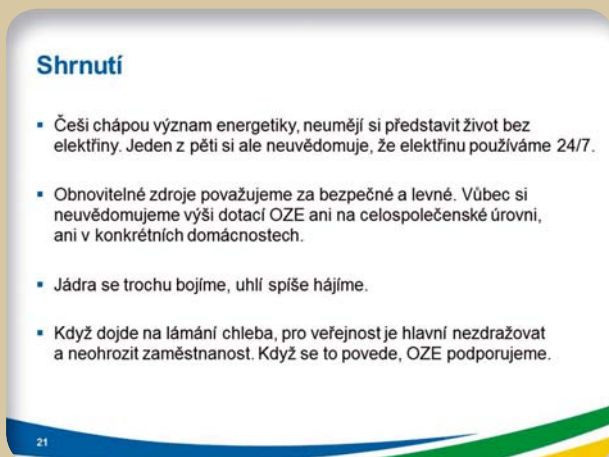 Shrnutí
▪ Češi chápou význam energetiky, neumějí si představit život bez
elektřiny. Jeden z pěti si ale neuvědomuje, že elektřinu používáme 24/7.
▪ Obnovitelné zdroje považujeme za bezpečné a levné. Vůbec si
neuvědomujeme výši dotací OZE ani na celospolečenské úrovni,
ani v konkrétních domácnostech.
▪ Jádra se trochu bojíme, uhlí spíše hájíme.
▪ Když dojde na lámání chleba, pro veřejnost je hlavní nezdražovat
a neohrozit zaměstnanost. Když se to povede, OZE podporujeme.
21